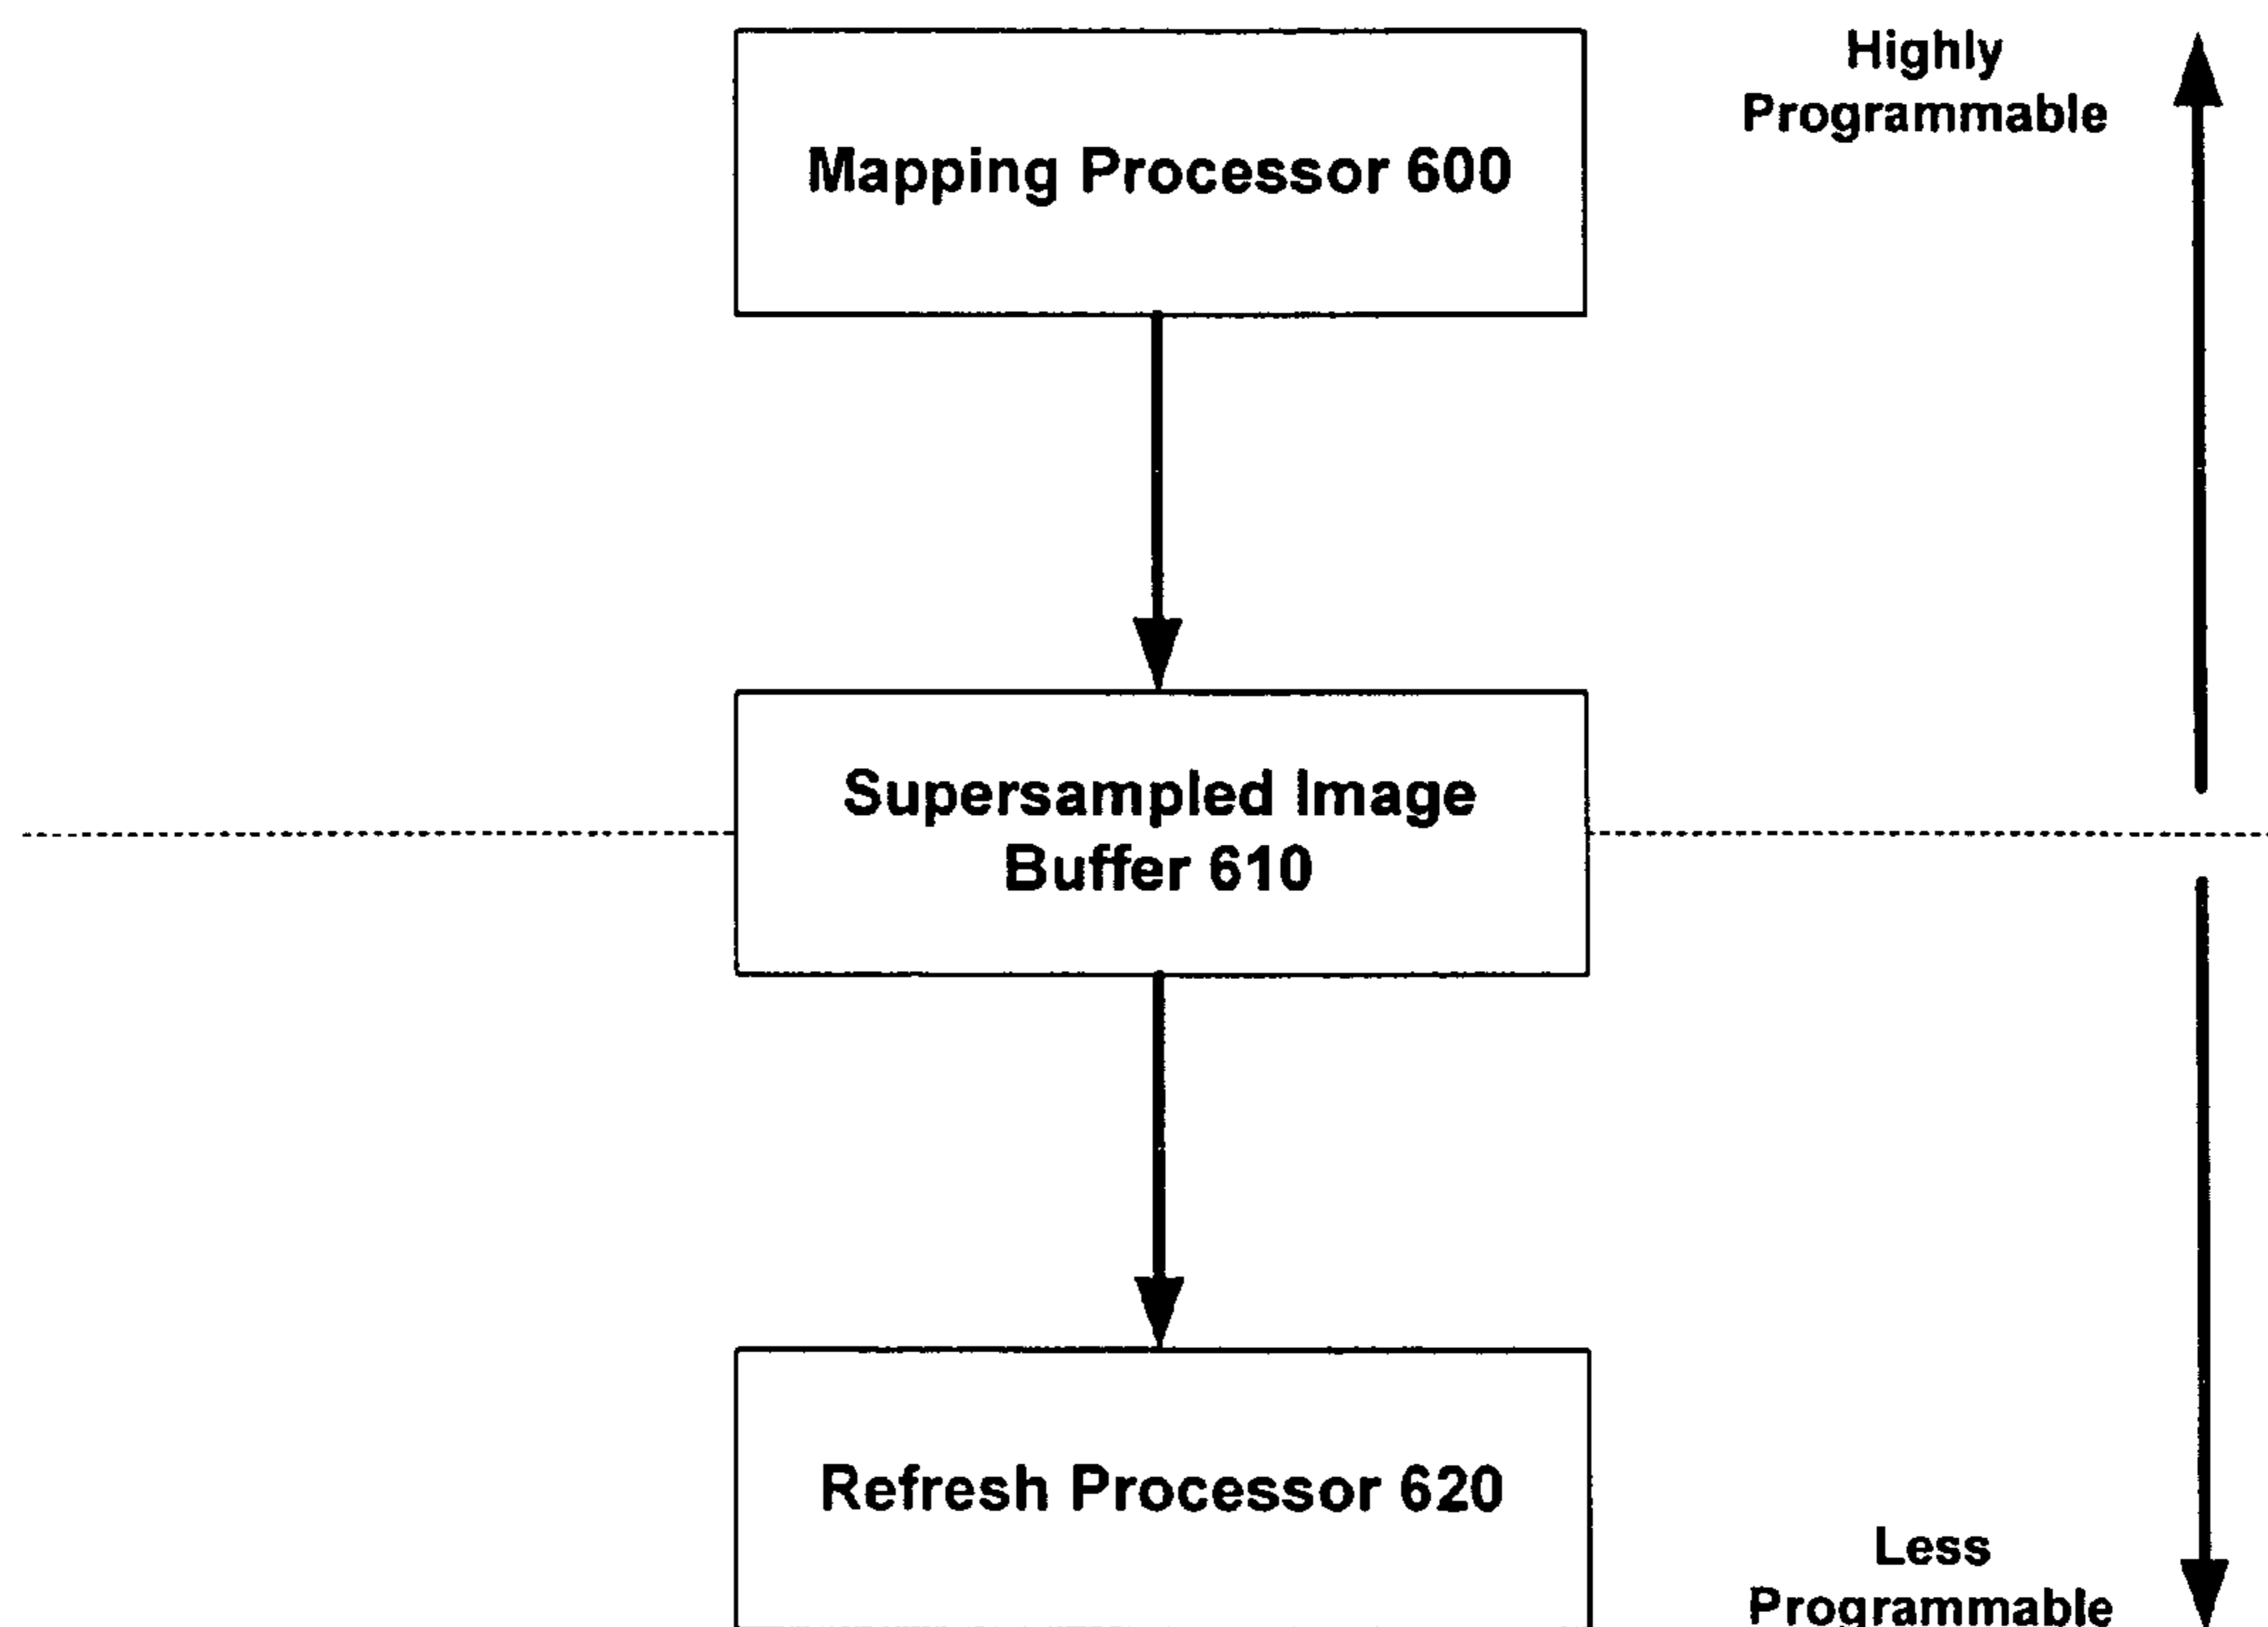 Highly
Programmable
Mapping Processor 600
Supersampled Image
Buffer 610
Refresh Processor 620
Less
Programmable